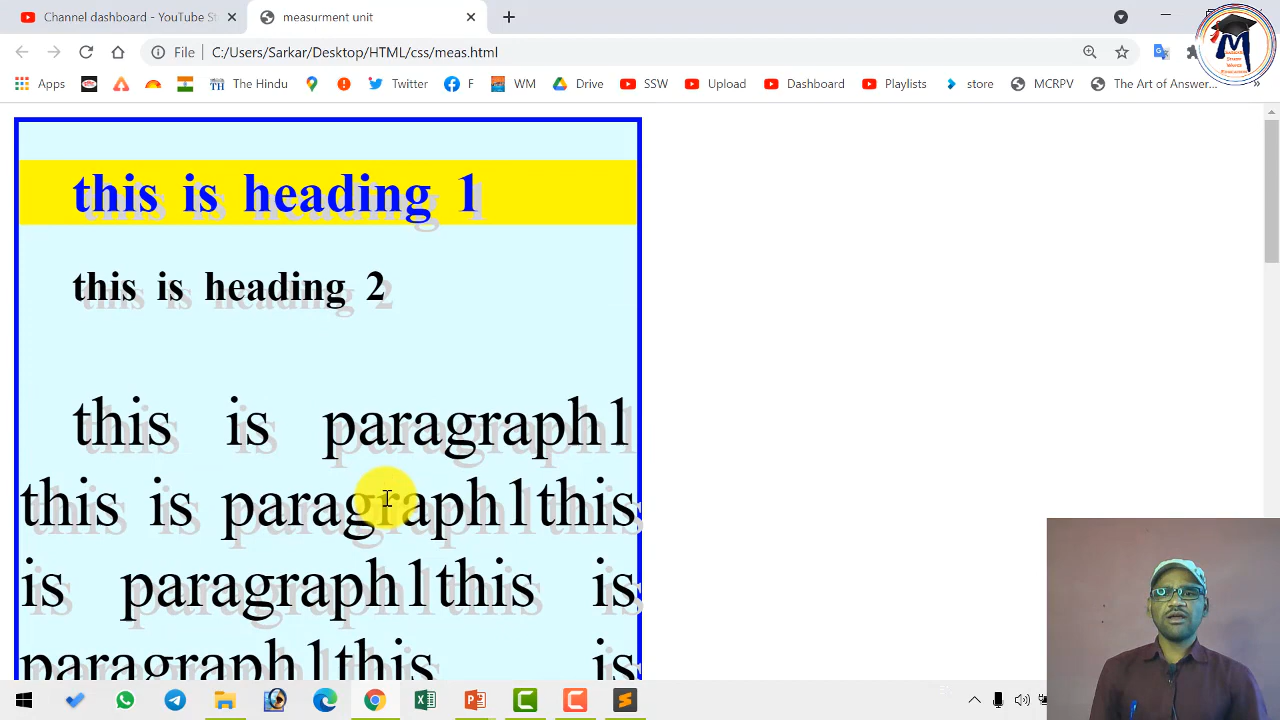 Channel dashboard - YouTube St
measurment unit
File
C:/Users/Sarkar/Desktop/HTML/css/meas.html
Apps
The Hindu
Twitter
F
WM
Drive
SSW
Upload
Dashboard
Playlists
store
MCRPV
The Art of Answer...
»
this is heading 1
this is heading 2
this is paragraph1
this is paragraph1this
is paragraph1this is
paragraph1this is